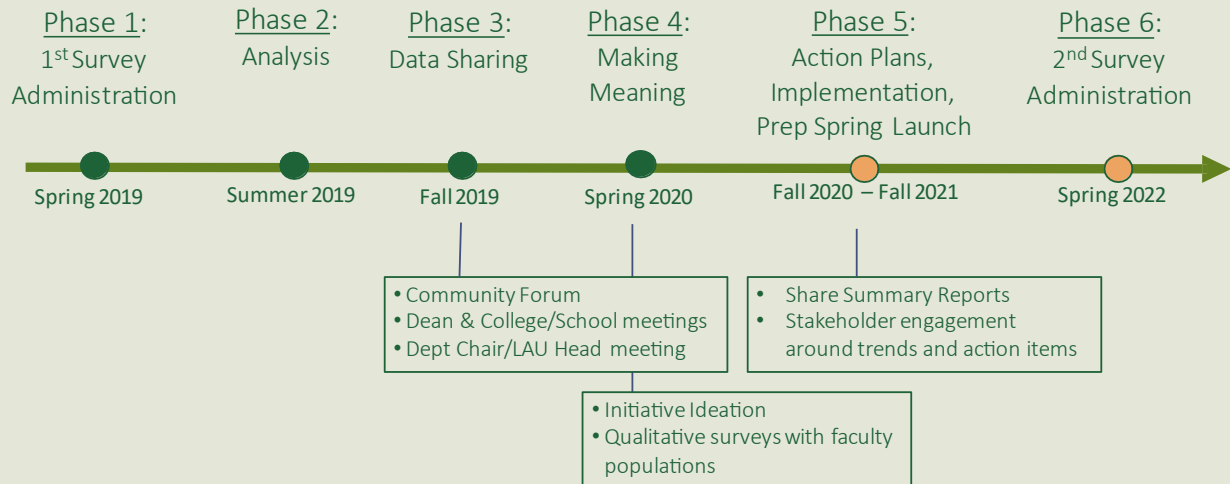 Phase 1:
1st Survey
Administration
Phase 2:
Analysis
Phase 3:
Data Sharing
Phase 4:
Making
Meaning
Phase 5:
Action Plans,
Implementation,
Prep Spring Launch
Phase 6:
2nd Survey
Administration
Spring 2019
Summer 2019
Fall 2019
Spring 2020
Fall 2020 – Fall 2021
Spring 2022
• Community Forum
• Dean & College/School meetings
• Dept Chair/LAU Head meeting
• Share Summary Reports
• Stakeholder engagement
around trends and action items
• Initiative Ideation
• Qualitative surveys with faculty
populations